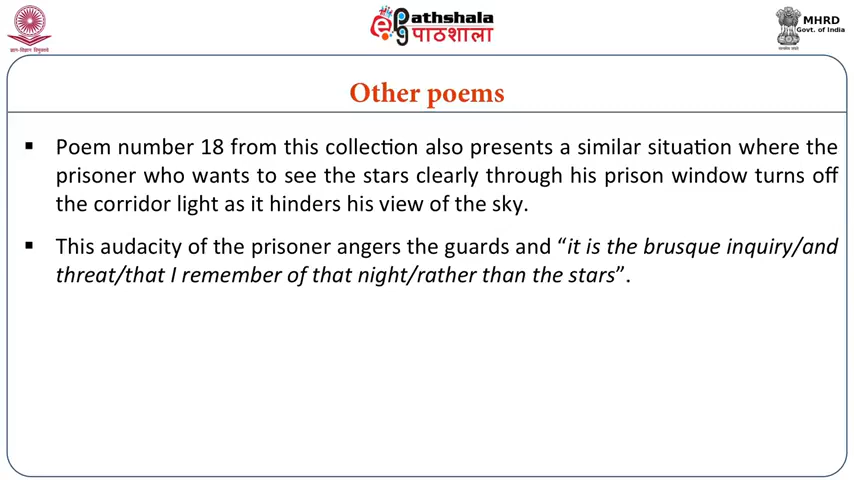 ePathshala
पाठशाला
MHRD
Govt. of India
Other poems
▪ Poem number 18 from this collection also presents a similar situation where the
prisoner who wants to see the stars clearly through his prison window turns off
the corridor light as it hinders his view of the sky.
▪ This audacity of the prisoner angers the guards and “it is the brusque inquiry/and
threat/that I remember of that night/rather than the stars”.